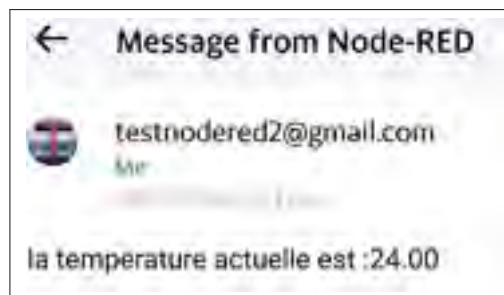 ← Message from Node-RED
testnodered2@gmail.com
Me
la temperature actuelle est :24.00